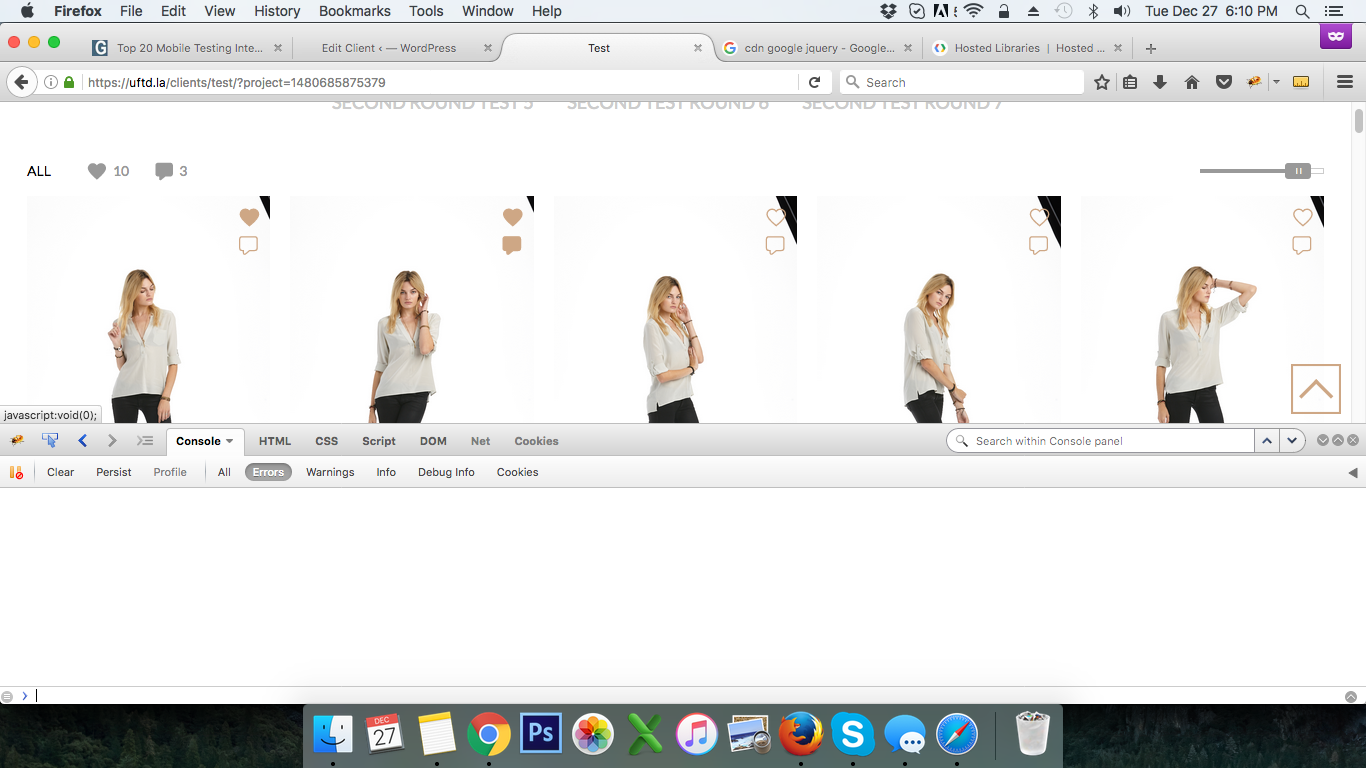 Firefox File Edit View History Bookmarks Tools Window Help Tue Dec 27 6:10 PM
Top 20 Mobile Testing Inte... Edit Client ‹ — WordPress Test cdn google jquery - Google... Hosted Libraries | Hosted ...
https://uftd.la/clients/test/?project=1480685875379 Search
SECOND ROUND TEST 5 SECOND TEST ROUND 6 SECOND TEST ROUND 7
ALL 10 3
javascript:void(0);
Console HTML CSS Script DOM Net Cookies Search within Console panel
Clear Persist Profile All Errors Warnings Info Debug Info Cookies
DEC
27
Ps